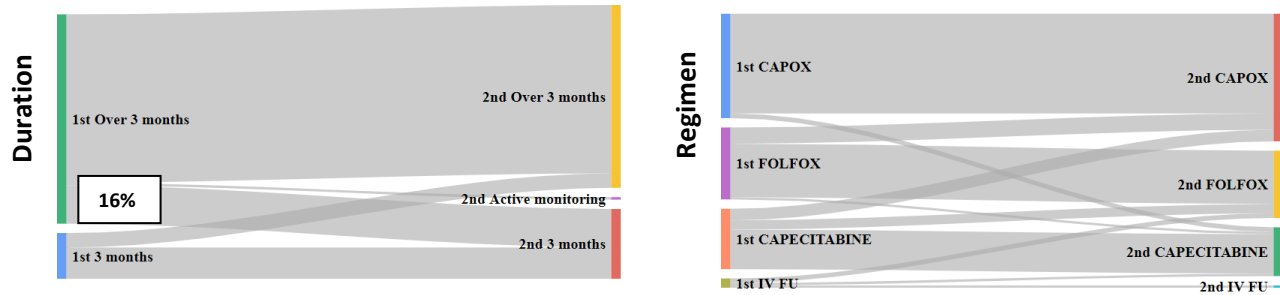 Duration
1st Over 3 months
16%
1st 3 months
2nd Over 3 months
2nd Active monitoring
2nd 3 months
Regimen
1st CAPOX
1st FOLFOX
1st CAPECITABINE
1st IV FU
2nd CAPOX
2nd FOLFOX
2nd CAPECITABINE
2nd IV FU